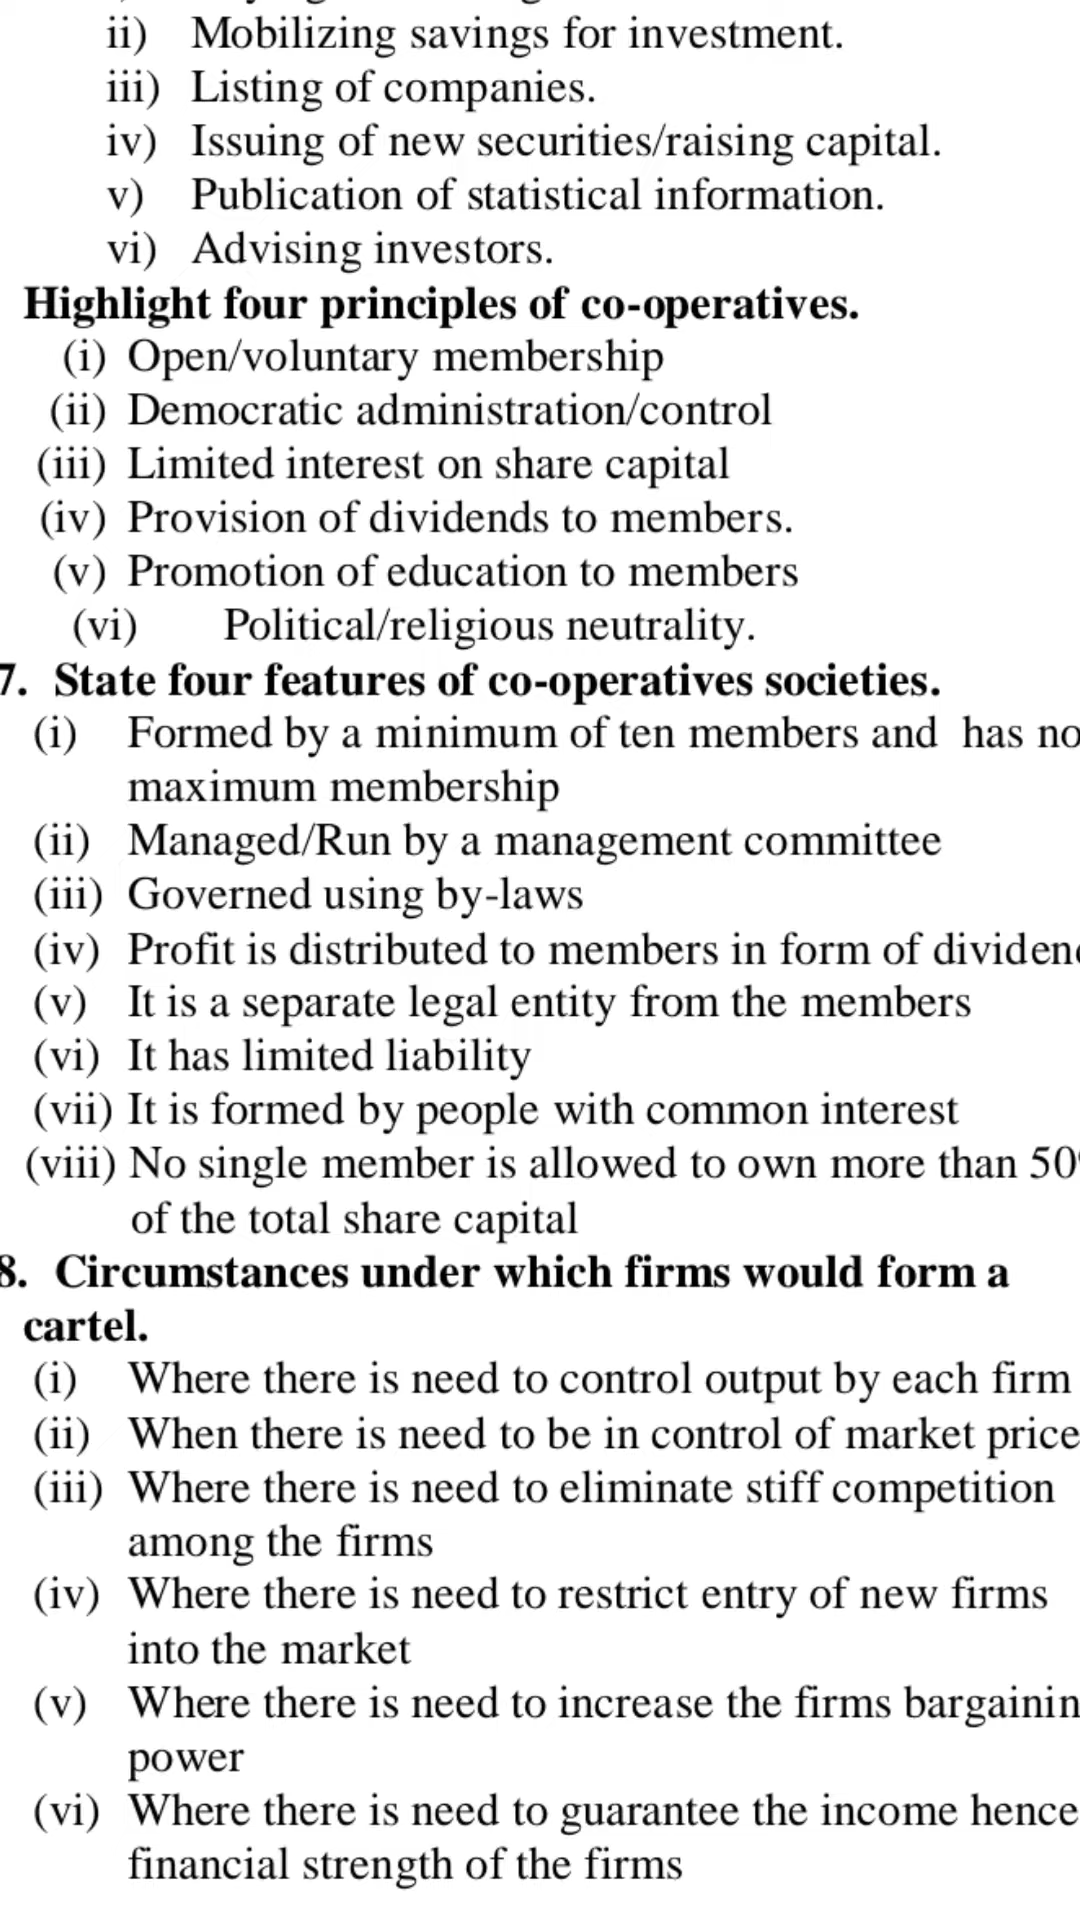 ii) Mobilizing savings for investment.
iii) Listing of companies.
iv) Issuing of new securities/raising capital.
v) Publication of statistical information.
vi) Advising investors.
Highlight four principles of co-operatives.
(i) Open/voluntary membership
(ii) Democratic administration/control
(iii) Limited interest on share capital
(iv) Provision of dividends to members.
(v) Promotion of education to members
(vi) Political/religious neutrality.
7. State four features of co-operatives societies.
(i) Formed by a minimum of ten members and has no
maximum membership
(ii) Managed/Run by a management committee
(iii) Governed using by-laws
(iv) Profit is distributed to members in form of dividen
(v) It is a separate legal entity from the members
(vi) It has limited liability
(vii) It is formed by people with common interest
(viii) No single member is allowed to own more than 50
of the total share capital
8. Circumstances under which firms would form a
cartel.
(i) Where there is need to control output by each firm
(ii) When there is need to be in control of market price
(iii) Where there is need to eliminate stiff competition
among the firms
(iv) Where there is need to restrict entry of new firms
into the market
(v) Where there is need to increase the firms bargainin
power
(vi) Where there is need to guarantee the income hence
financial strength of the firms